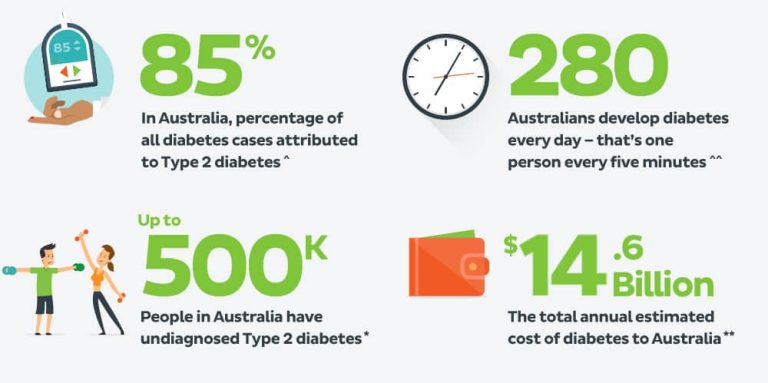 85
85%
In Australia, percentage of
all diabetes cases attributed
to Type 2 diabetes ^
280
Australians develop diabetes
every day – that's one
person every five minutes ^^
Up to
500K
People in Australia have
undiagnosed Type 2 diabetes*
$14.6
Billion
The total annual estimated
cost of diabetes to Australia**